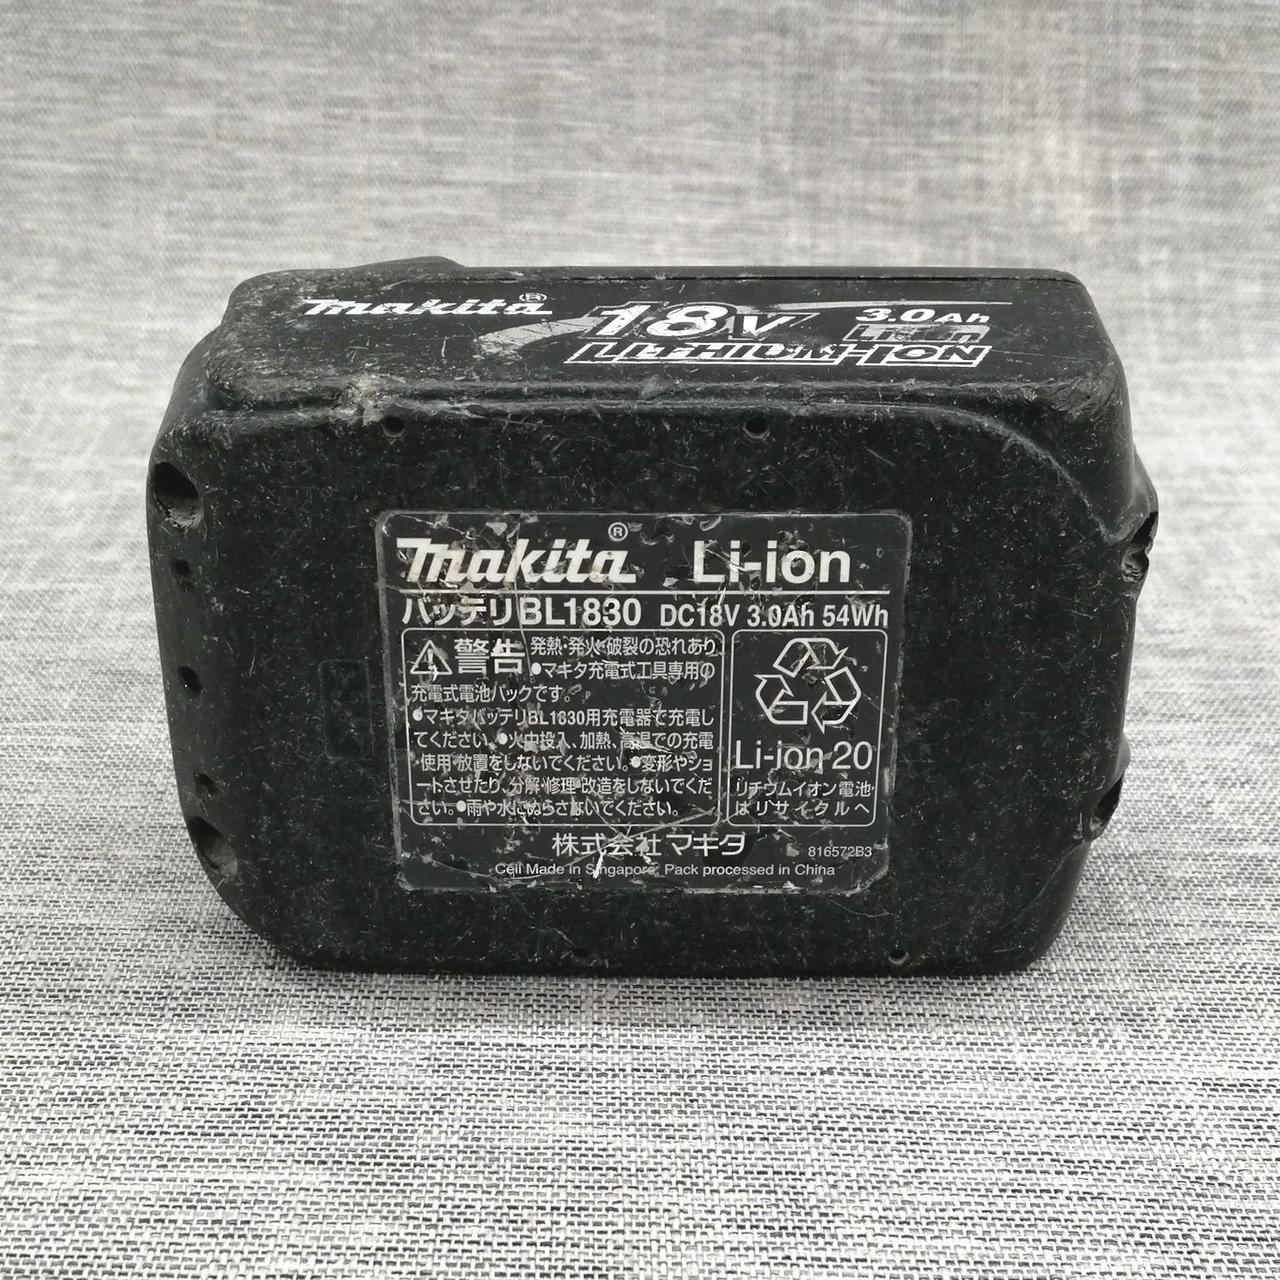 makita®
18V
3.0Ah
Li-ion
LITHIUM-ION
makita® Li-ion
バッテリBL1830 DC18V 3.0Ah 54Wh
警告 発熱・発火・破裂の恐れあり
●マキタ充電式工具専用の
充電式電池パックです。
●マキタバッテリBL1830用充電器で充電し
てください。●火中投入、加熱、高温での充電
・使用・放置をしないでください。●変形やショ
ートさせたり、分解・修理・改造をしないでくだ
さい。●雨や水にぬらさないでください。
Li-ion 20
リチウムイオン電池
はリサイクルへ
株式会社マキタ
816572B3
Cell Made in Singapore, Pack processed in China